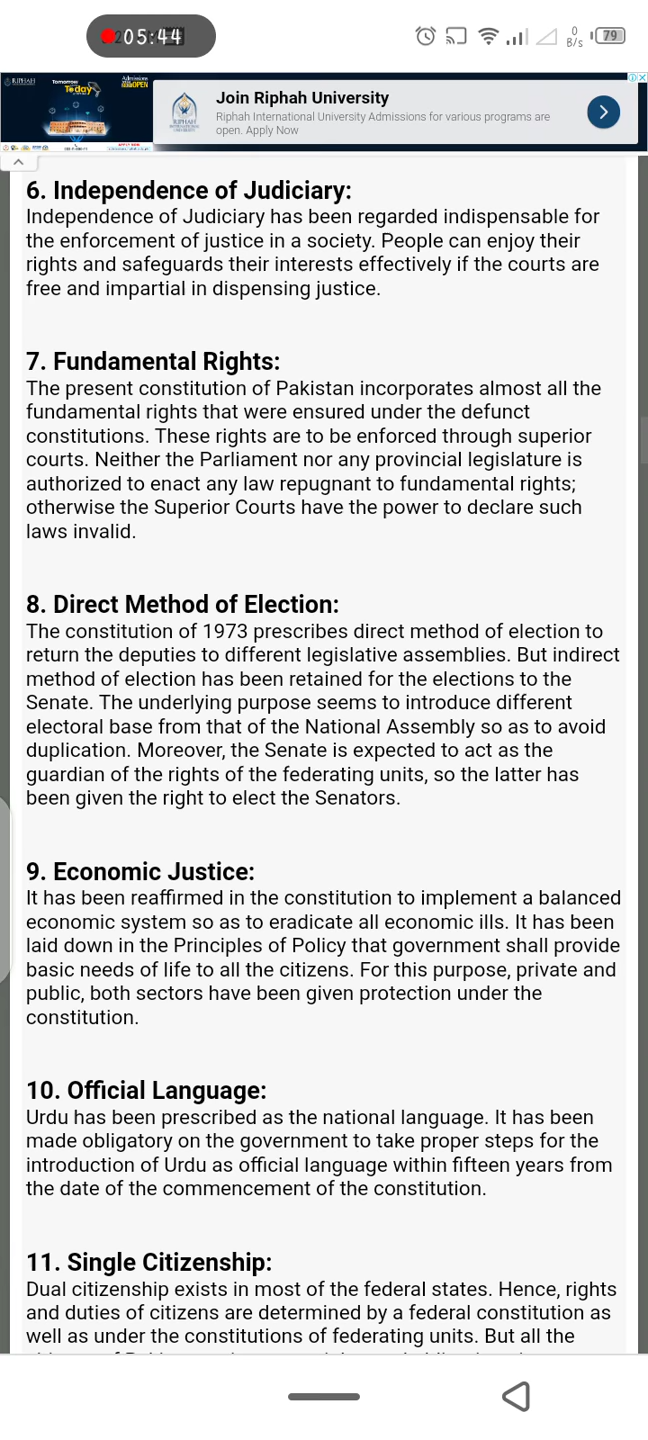 05:44
0 B/s
79
RIPHAH
Tomorrow
Today
Admissions
OPEN
Join Riphah University
Riphah International University Admissions for various programs are
open. Apply Now
6. Independence of Judiciary:
Independence of Judiciary has been regarded indispensable for
the enforcement of justice in a society. People can enjoy their
rights and safeguards their interests effectively if the courts are
free and impartial in dispensing justice.
7. Fundamental Rights:
The present constitution of Pakistan incorporates almost all the
fundamental rights that were ensured under the defunct
constitutions. These rights are to be enforced through superior
courts. Neither the Parliament nor any provincial legislature is
authorized to enact any law repugnant to fundamental rights;
otherwise the Superior Courts have the power to declare such
laws invalid.
8. Direct Method of Election:
The constitution of 1973 prescribes direct method of election to
return the deputies to different legislative assemblies. But indirect
method of election has been retained for the elections to the
Senate. The underlying purpose seems to introduce different
electoral base from that of the National Assembly so as to avoid
duplication. Moreover, the Senate is expected to act as the
guardian of the rights of the federating units, so the latter has
been given the right to elect the Senators.
9. Economic Justice:
It has been reaffirmed in the constitution to implement a balanced
economic system so as to eradicate all economic ills. It has been
laid down in the Principles of Policy that government shall provide
basic needs of life to all the citizens. For this purpose, private and
public, both sectors have been given protection under the
constitution.
10. Official Language:
Urdu has been prescribed as the national language. It has been
made obligatory on the government to take proper steps for the
introduction of Urdu as official language within fifteen years from
the date of the commencement of the constitution.
11. Single Citizenship:
Dual citizenship exists in most of the federal states. Hence, rights
and duties of citizens are determined by a federal constitution as
well as under the constitutions of federating units. But all the